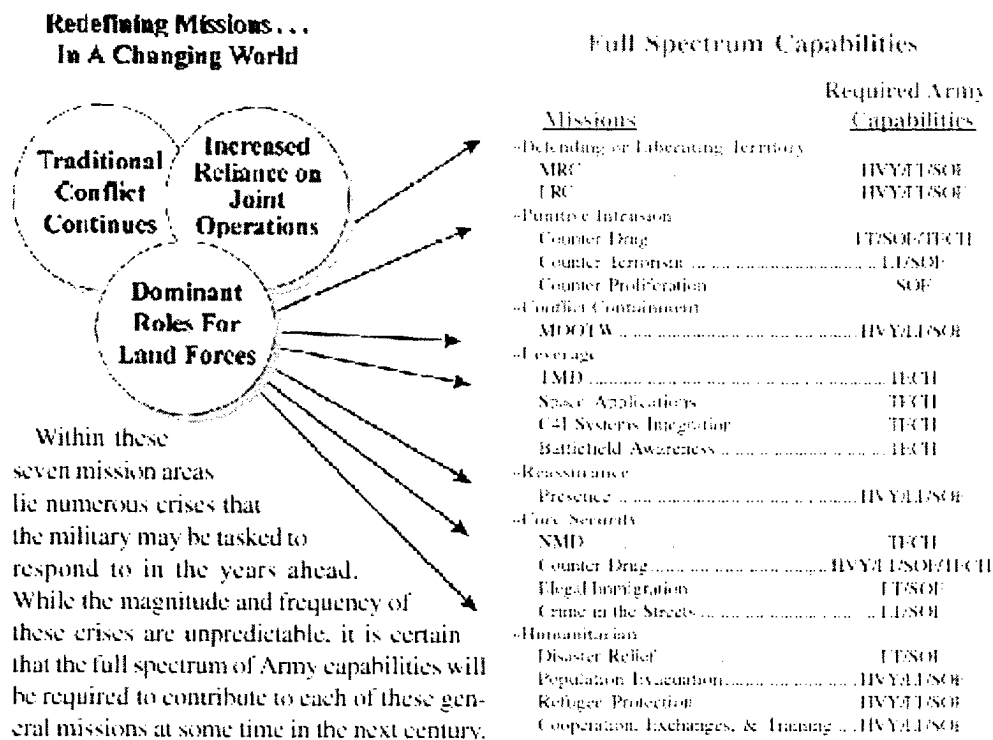 Redefining Missions . . .
In A Changing World
Traditional
Conflict
Continues
Increased
Reliance on
Joint
Operations
Dominant
Roles For
Land Forces
Within these
seven mission areas
lie numerous crises that
the military may be tasked to
respond to in the years ahead.
While the magnitude and frequency of
these crises are unpredictable, it is certain
that the full spectrum of Army capabilities will
be required to contribute to each of these gen-
eral missions at some time in the next century.
Full Spectrum Capabilities
Required Army
Missions Capabilities
-Defending or Liberating Territory
MRC HVY/LT/SOF
LRC HVY/LT/SOF
-Punitive Intrusion
Counter Drug LT/SOF/TECH
Counter Terrorism LT/SOF
Counter Proliferation SOF
-Conflict Containment
MOOTW HVY/LT/SOF
-Leverage
TMD TECH
Space Applications TECH
C4I Systems Integration TECH
Battlefield Awareness TECH
-Reassurance
Presence HVY/LT/SOF
-Core Security
NMD TECH
Counter Drug HVY/LT/SOF/TECH
Illegal Immigration LT/SOF
Crime in the Streets LT/SOF
-Humanitarian
Disaster Relief LT/SOF
Population Evacuation HVY/LT/SOF
Refugee Protection HVY/LT/SOF
Cooperation, Exchanges, & Training HVY/LT/SOF